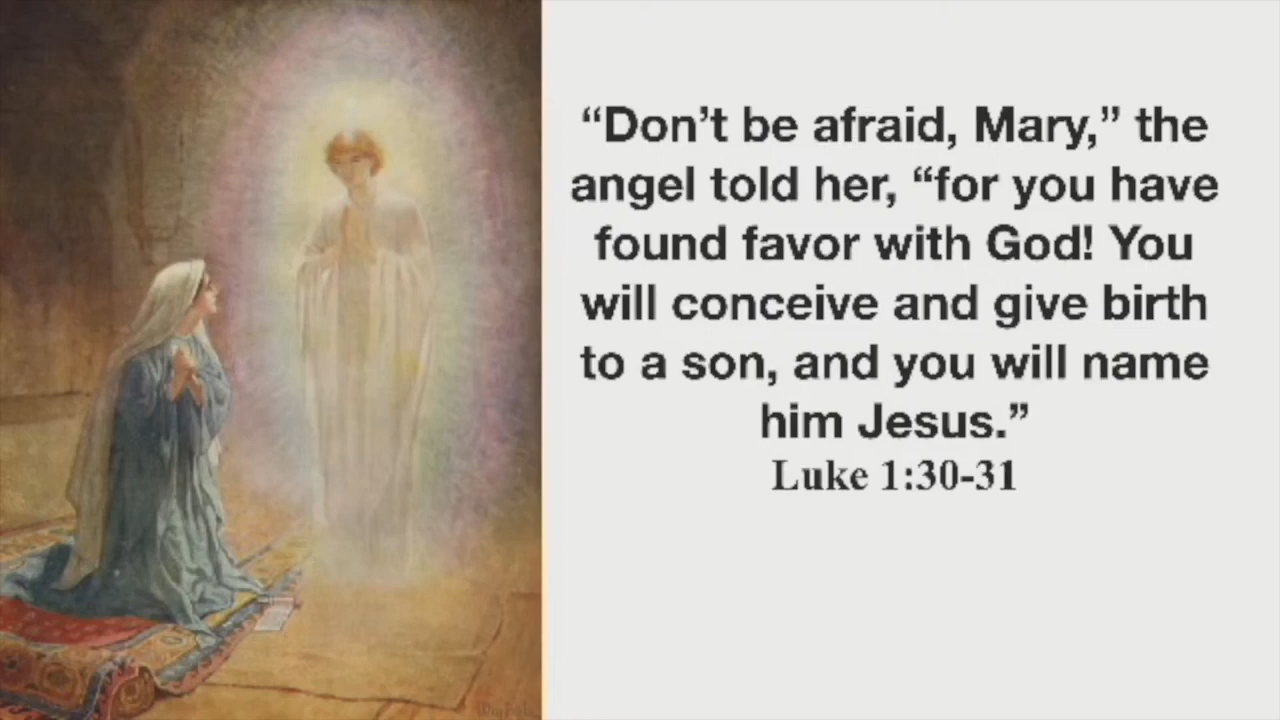 “Don’t be afraid, Mary,” the
angel told her, “for you have
found favor with God! You
will conceive and give birth
to a son, and you will name
him Jesus.”
Luke 1:30-31